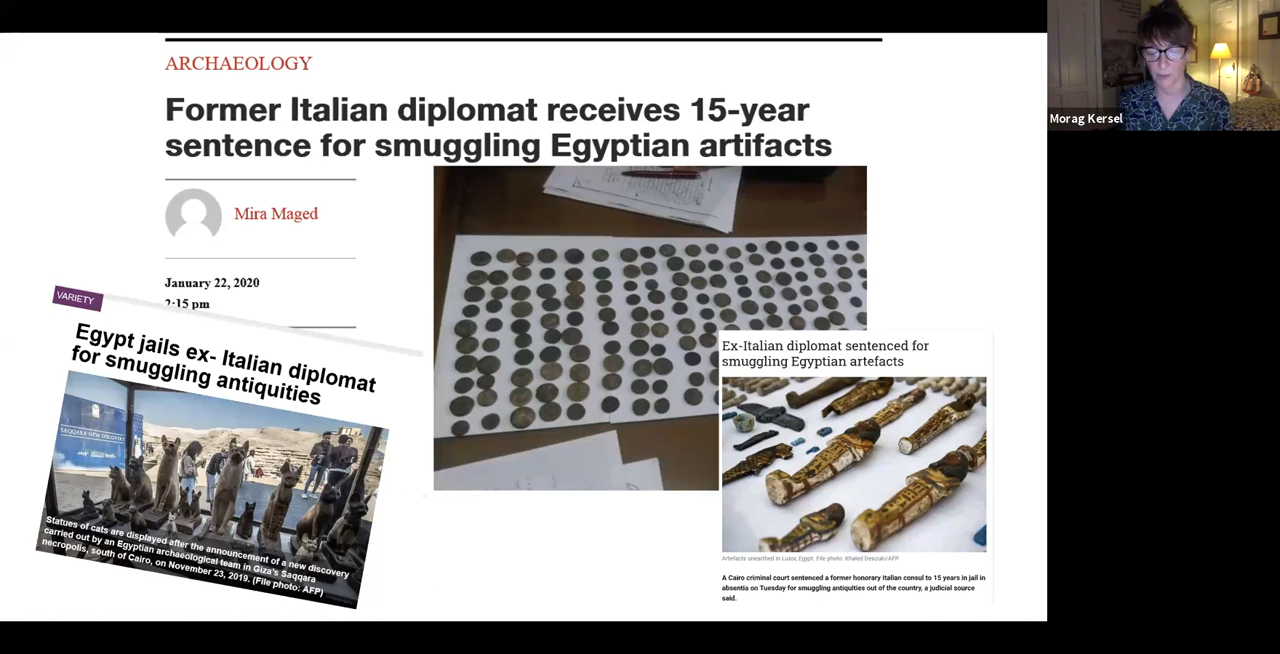 ARCHAEOLOGY
Former Italian diplomat receives 15-year
sentence for smuggling Egyptian artifacts
Mira Maged
January 22, 2020
2:15 pm
VARIETY
Egypt jails ex- Italian diplomat
for smuggling antiquities
SAQQARA NEW DISCOVERY
Statues of cats are displayed after the announcement of a new discovery
carried out by an Egyptian archaeological team in Giza's Saqqara
necropolis, south of Cairo, on November 23, 2019. (File photo: AFP)
Ex-Italian diplomat sentenced for
smuggling Egyptian artefacts
Artefacts unearthed in Luxor, Egypt. File photo: Khaled Desouki/AFP
A Cairo criminal court sentenced a former honorary Italian consul to 15 years in jail in
absentia on Tuesday for smuggling antiquities out of the country, a judicial source
said.
Morag Kersel